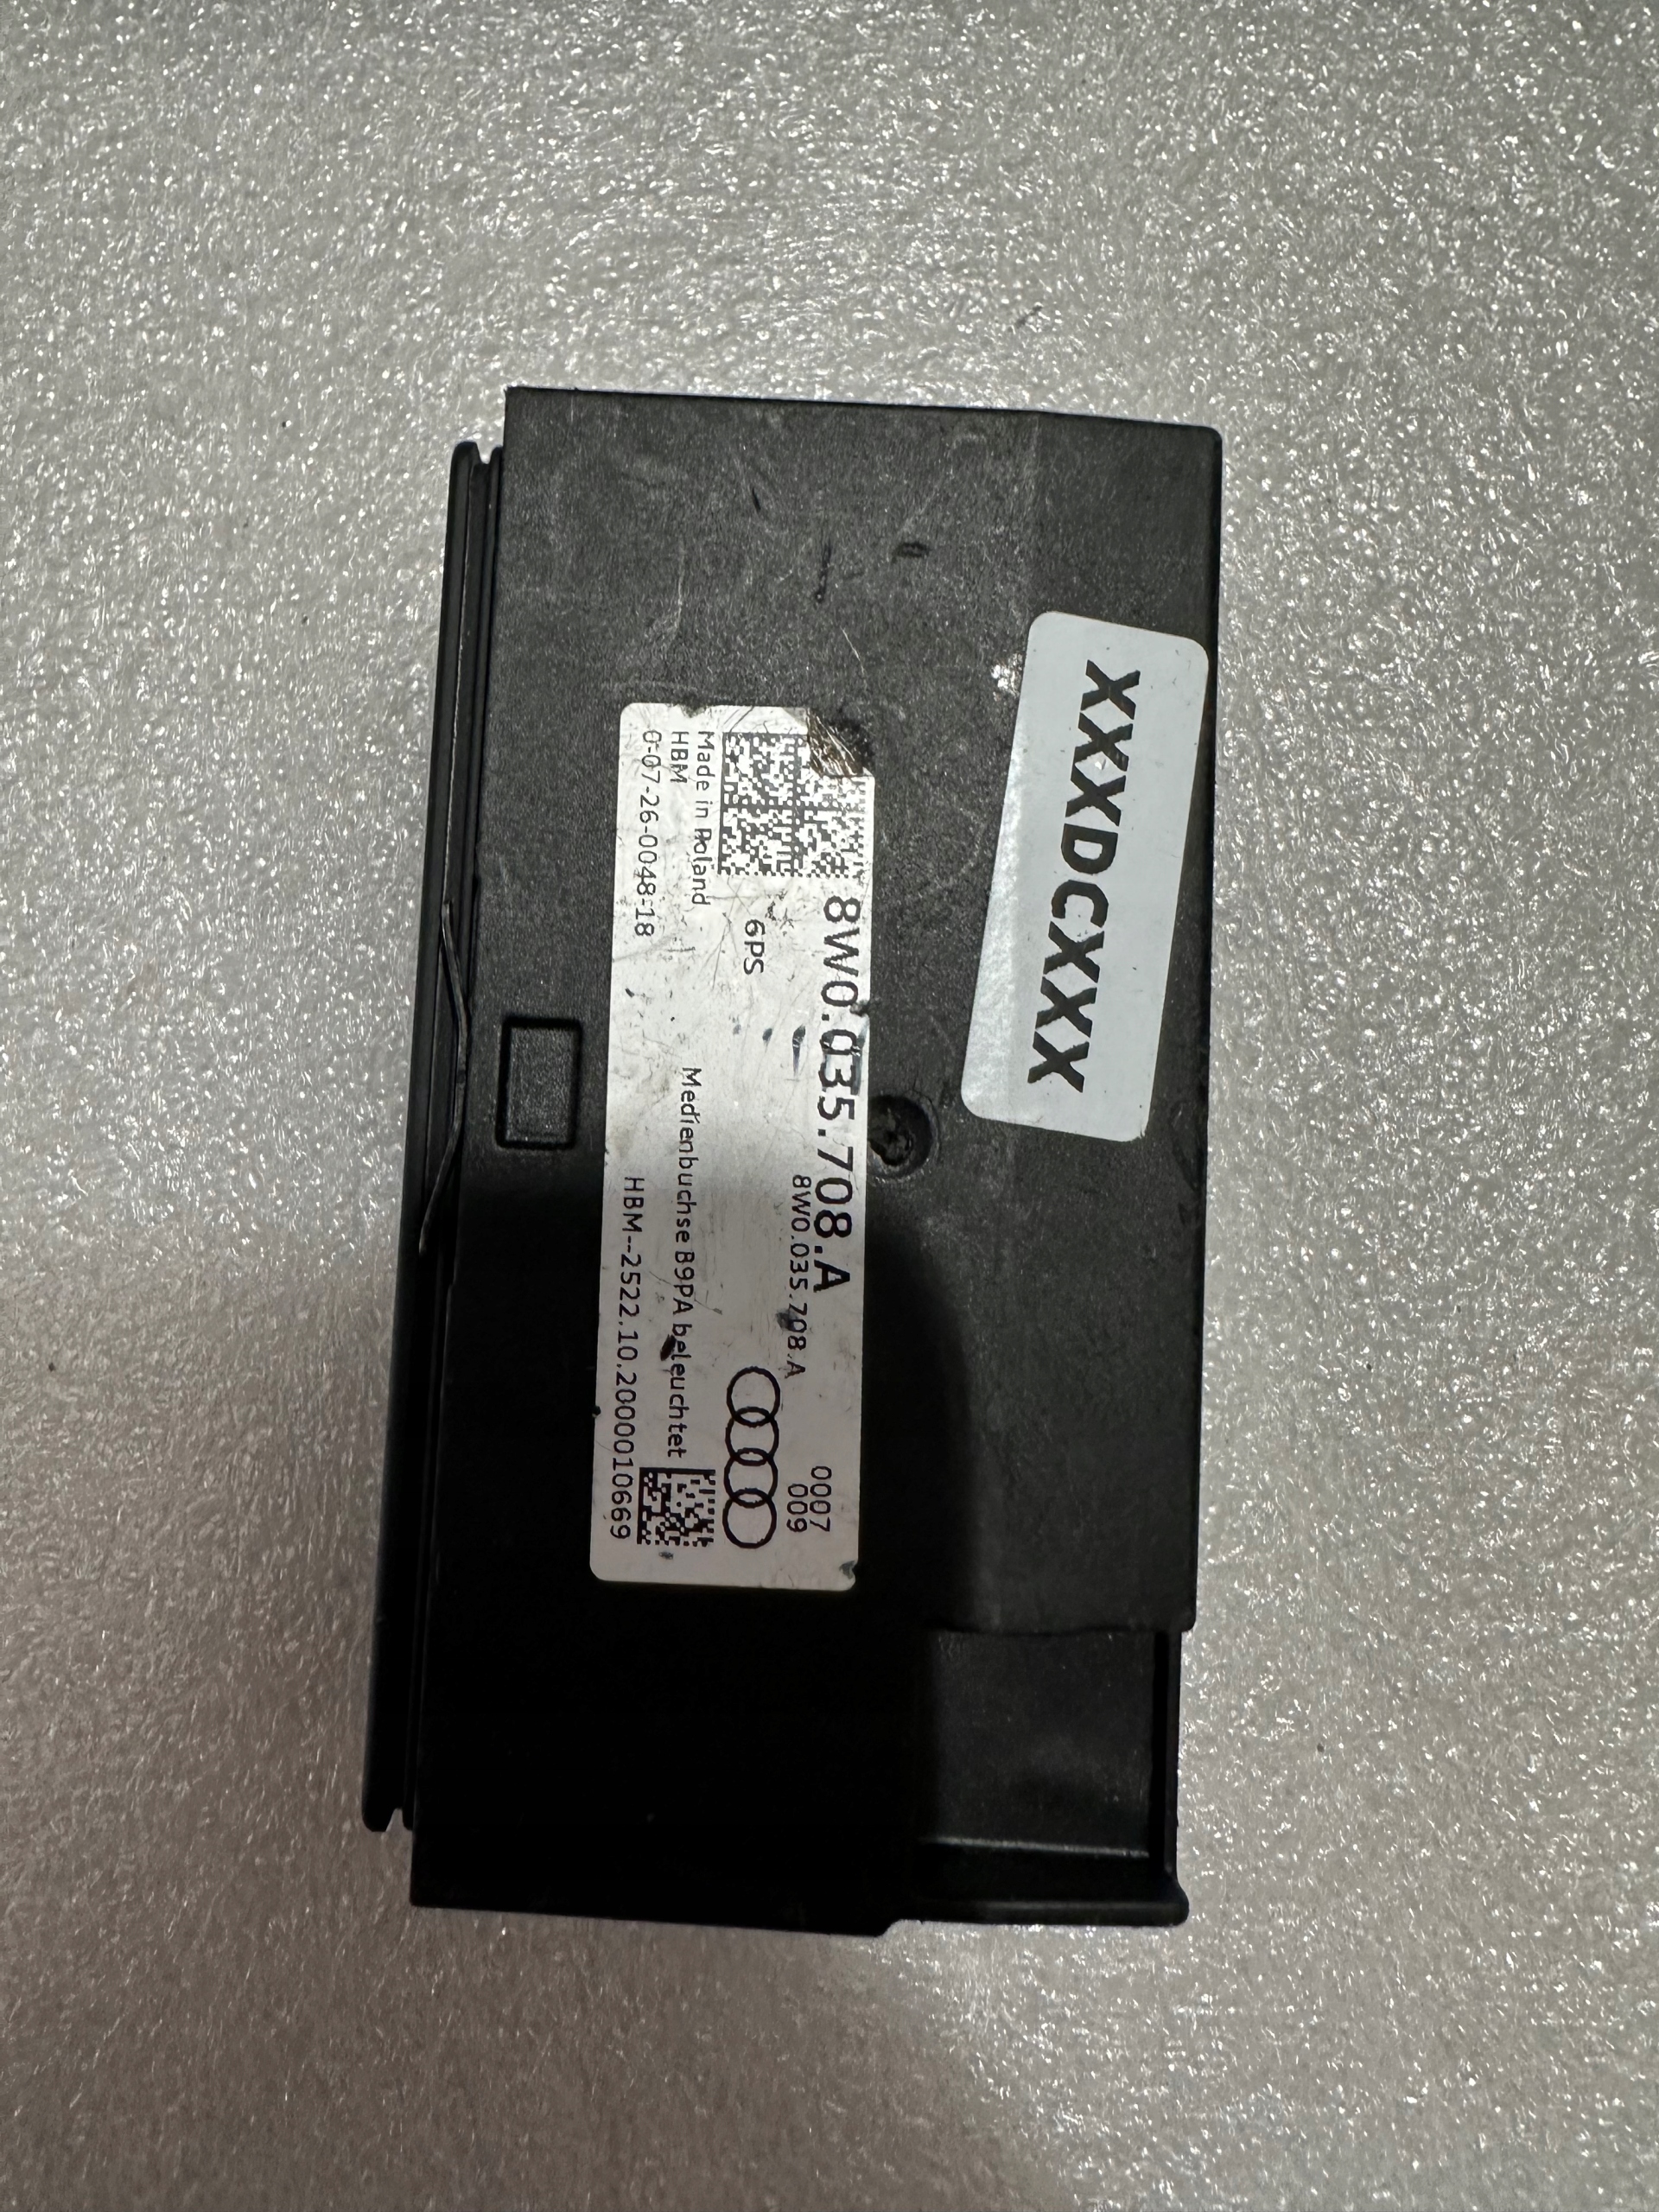 XXXDCXXX
8W0.035.708.A
0007
8W0.035.708.A
009
6PS
Made in Poland
HBM
Medienbuchse B9PA beleuchtet
0-07-26-0048-18
HBM--2522.10.2000010669